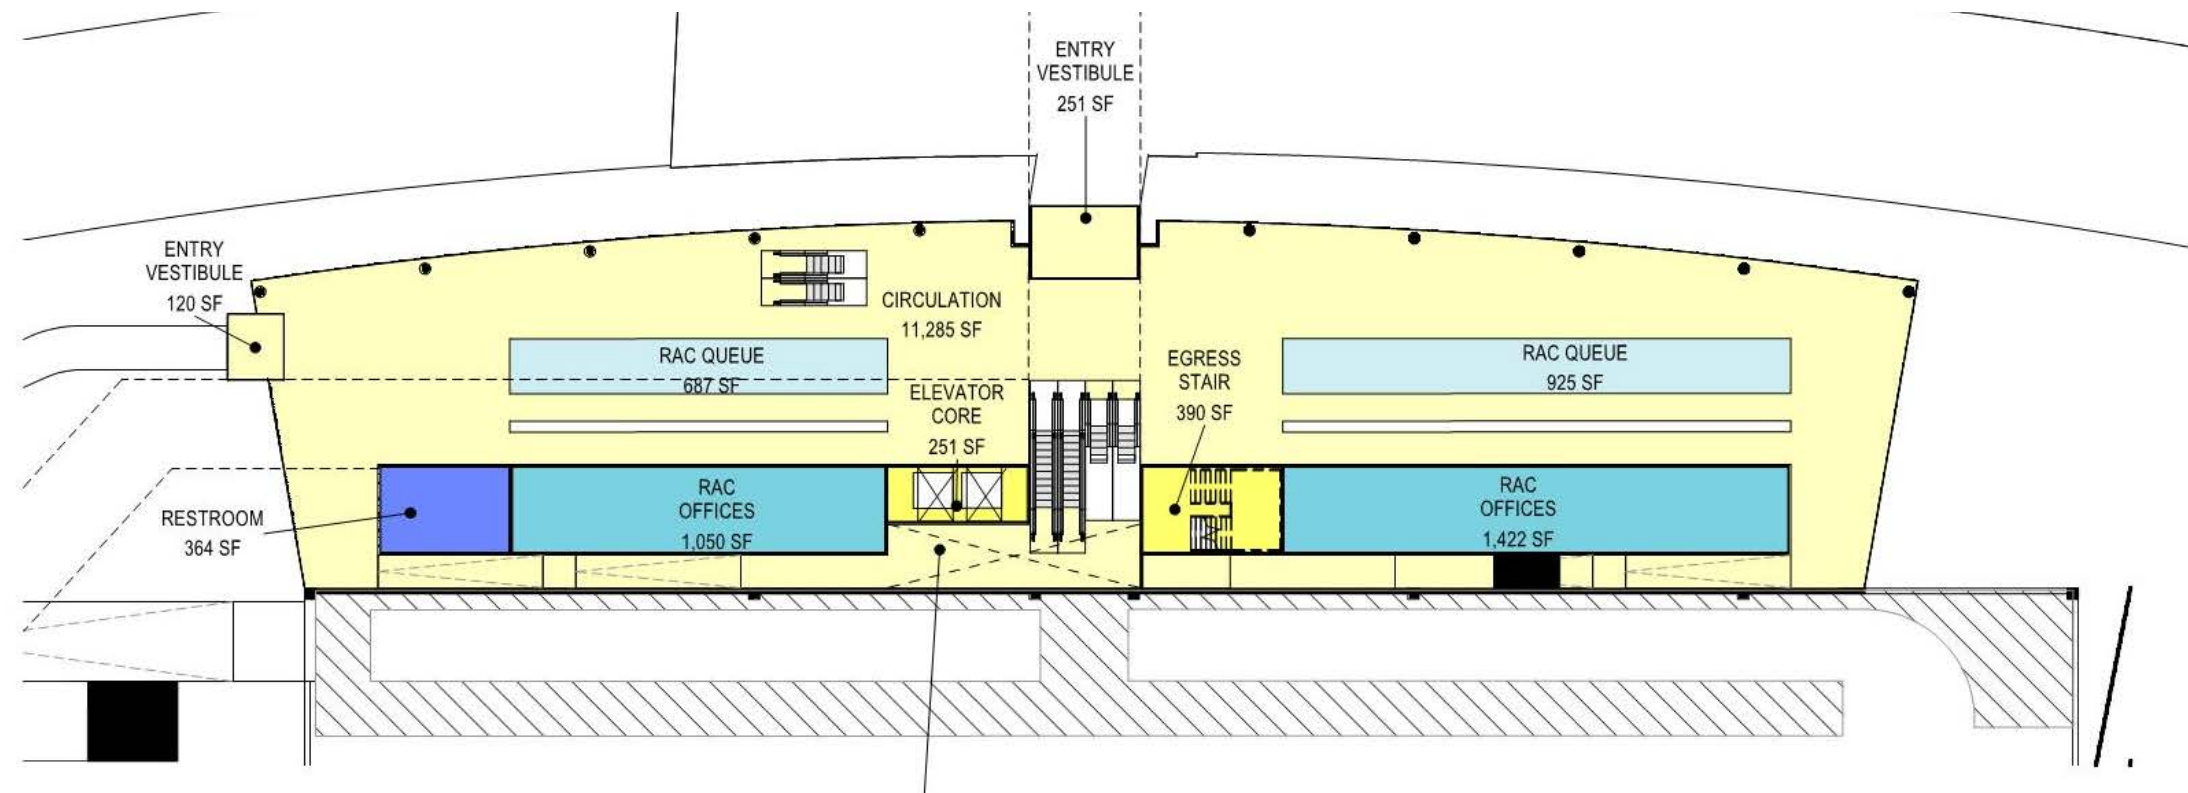 ENTRY
VESTIBULE
251 SF
ENTRY
VESTIBULE
120 SF
CIRCULATION
11,285 SF
RAC QUEUE
687 SF
ELEVATOR
CORE
251 SF
EGRESS
STAIR
390 SF
RAC QUEUE
925 SF
RESTROOM
364 SF
RAC
OFFICES
1,050 SF
RAC
OFFICES
1,422 SF